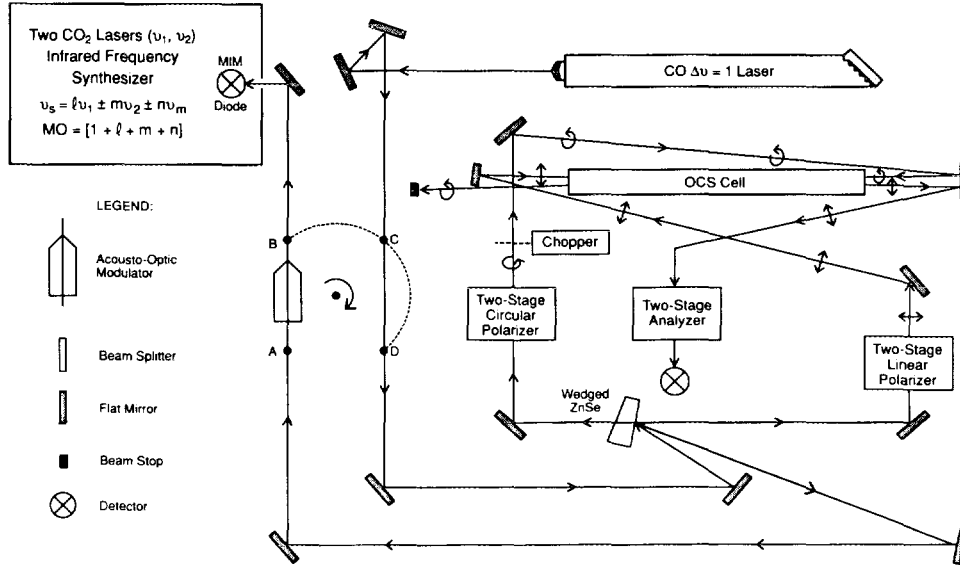 Two CO₂ Lasers (υ₁, υ₂)
Infrared Frequency
Synthesizer
υₛ = ℓυ₁ ± mυ₂ ± nυₘ
MO = [1 + ℓ + m + n]
MIM
Diode
CO Δυ = 1 Laser
OCS Cell
LEGEND:
Acousto-Optic
Modulator
Beam Splitter
Flat Mirror
Beam Stop
Detector
B
C
A
D
Chopper
Two-Stage
Circular
Polarizer
Two-Stage
Analyzer
Two-Stage
Linear
Polarizer
Wedged
ZnSe